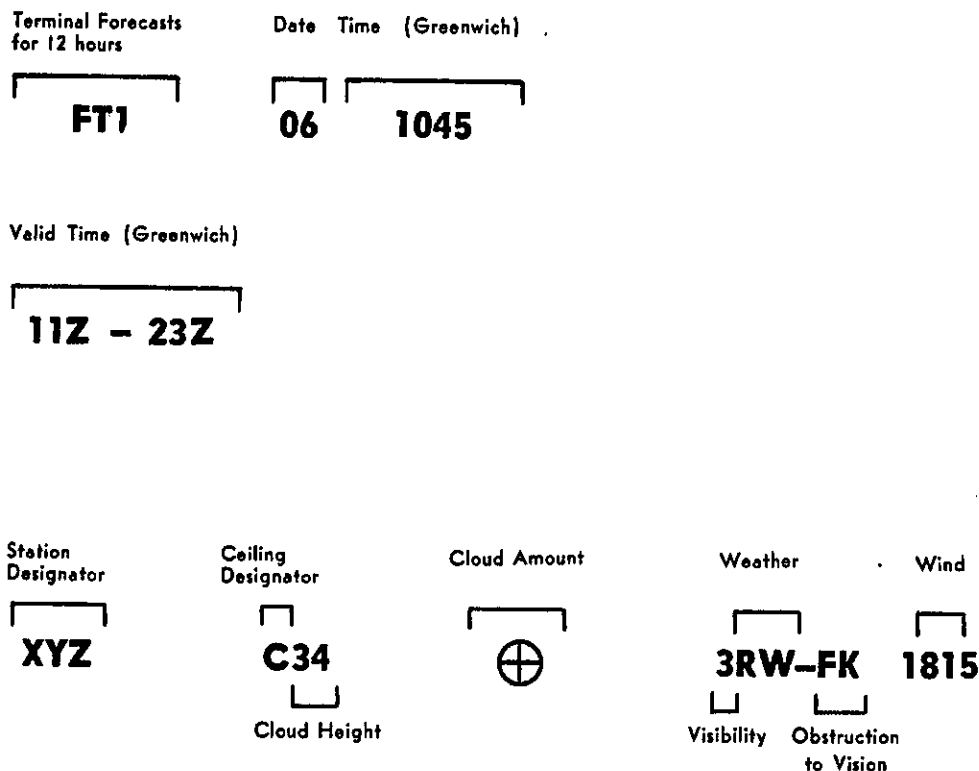 Terminal Forecasts
for 12 hours
Date Time (Greenwich)
FT1
06
1045
Valid Time (Greenwich)
11Z – 23Z
Station
Designator
Ceiling
Designator
Cloud Amount
Weather
Wind
XYZ
C34
⊕
3RW–FK
1815
Cloud Height
Visibility
Obstruction
to Vision